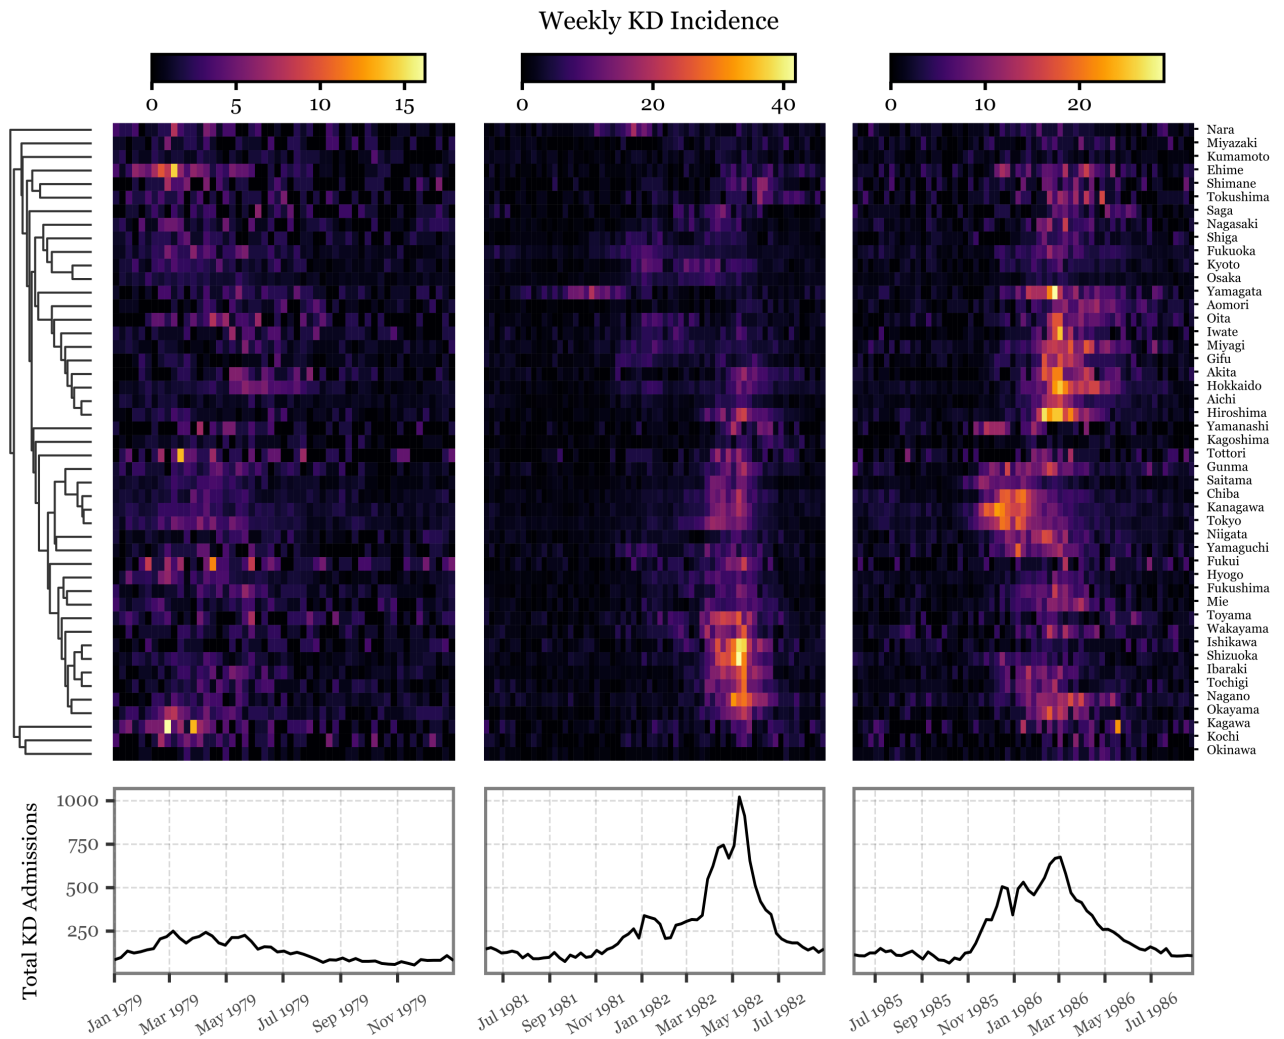 Weekly KD Incidence
0 5 10 15
0 20 40
0 10 20
Nara
Miyazaki
Kumamoto
Ehime
Shimane
Tokushima
Saga
Nagasaki
Shiga
Fukuoka
Kyoto
Osaka
Yamagata
Aomori
Oita
Iwate
Miyagi
Gifu
Akita
Hokkaido
Aichi
Hiroshima
Yamanashi
Kagoshima
Tottori
Gunma
Saitama
Chiba
Kanagawa
Tokyo
Niigata
Yamaguchi
Fukui
Hyogo
Fukushima
Mie
Toyama
Wakayama
Ishikawa
Shizuoka
Ibaraki
Tochigi
Nagano
Okayama
Kagawa
Kochi
Okinawa
Total KD Admissions
1000
750
500
250
Jan 1979 Mar 1979 May 1979 Jul 1979 Sep 1979 Nov 1979
Jul 1981 Sep 1981 Nov 1981 Jan 1982 Mar 1982 May 1982 Jul 1982
Jul 1985 Sep 1985 Nov 1985 Jan 1986 Mar 1986 May 1986 Jul 1986